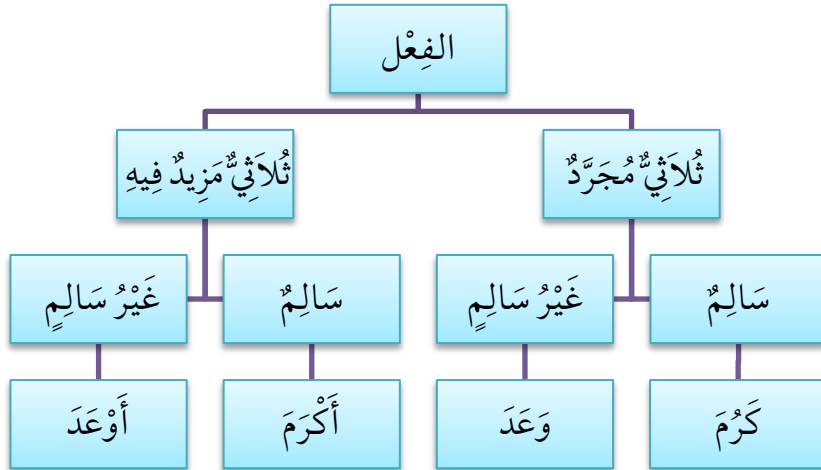 الفِعْل
ثُلاَثِيٌّ مُجَرَّدٌ
ثُلاَثِيٌّ مَزِيدٌ فِيهِ
سَالِمٌ
غَيْرُ سَالِمٍ
سَالِمٌ
غَيْرُ سَالِمٍ
كَرُمَ
وَعَدَ
أَكْرَمَ
أَوْعَدَ